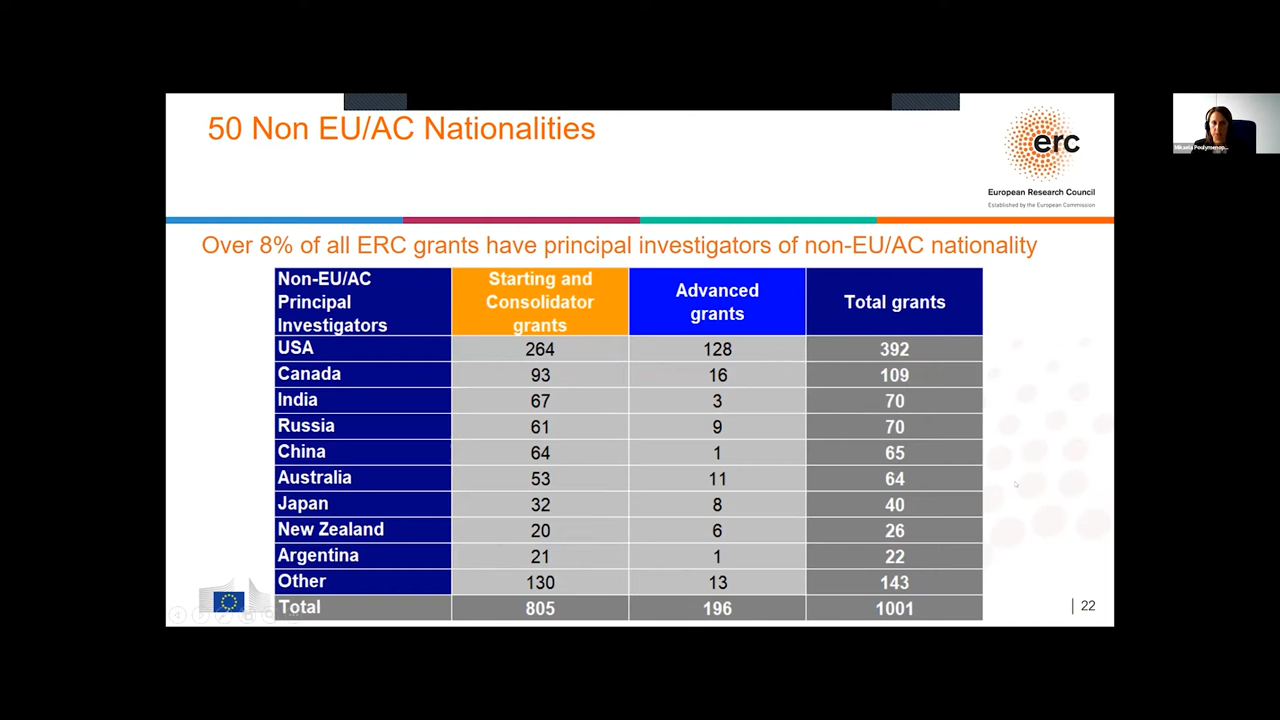 50 Non EU/AC Nationalities
erc
European Research Council
Established by the European Commission
Over 8% of all ERC grants have principal investigators of non-EU/AC nationality
Non-EU/AC
Principal
Investigators
Starting and
Consolidator
grants
Advanced
grants
Total grants
USA 264 128 392
Canada 93 16 109
India 67 3 70
Russia 61 9 70
China 64 1 65
Australia 53 11 64
Japan 32 8 40
New Zealand 20 6 26
Argentina 21 1 22
Other 130 13 143
Total 805 196 1001
22